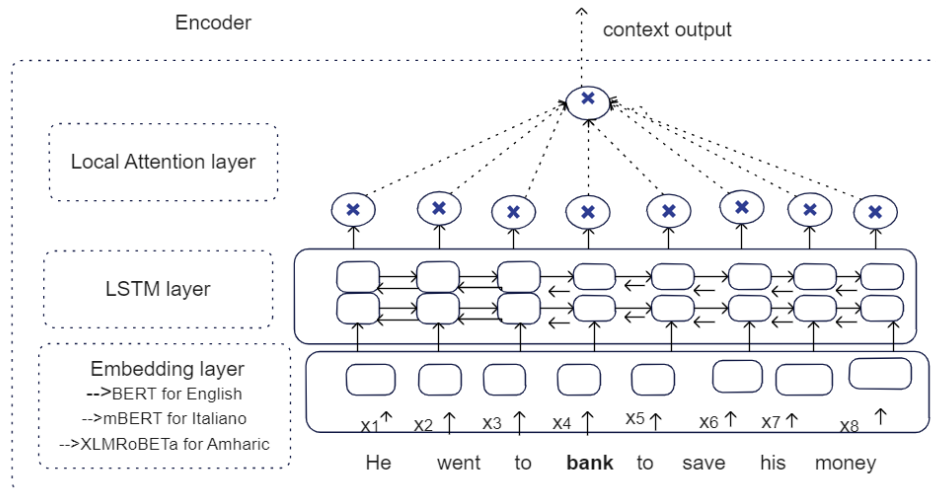 Encoder
context output
Local Attention layer
LSTM layer
Embedding layer
-->BERT for English
-->mBERT for Italiano
-->XLMRoBETa for Amharic
x1 x2 x3 x4 x5 x6 x7 x8
He went to bank to save his money